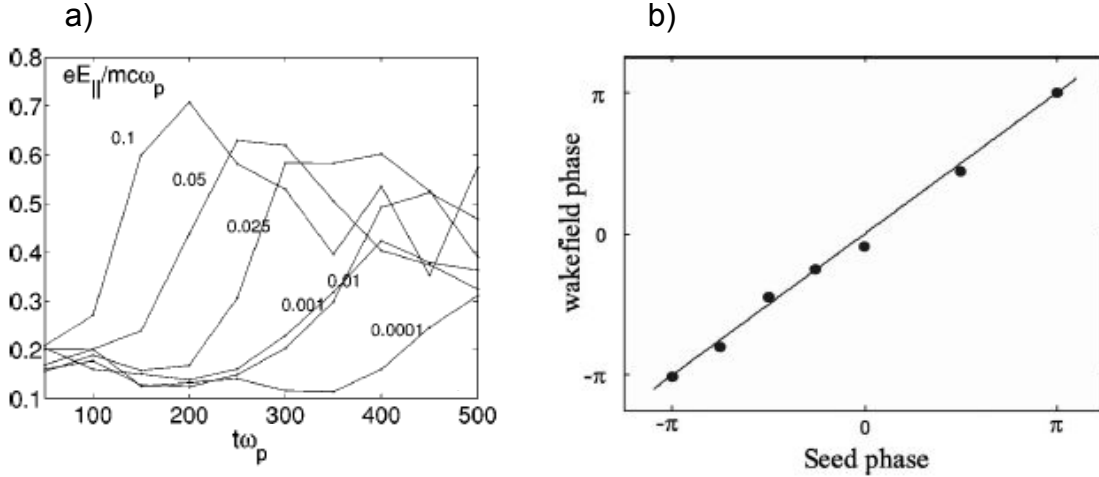 a)
b)
0.8
0.7
0.6
0.5
0.4
0.3
0.2
0.1
eE||/mcωp
0.1
0.05
0.025
0.01
0.001
0.0001
100
200
300
400
500
tωp
wakefield phase
π
0
-π
-π
0
π
Seed phase